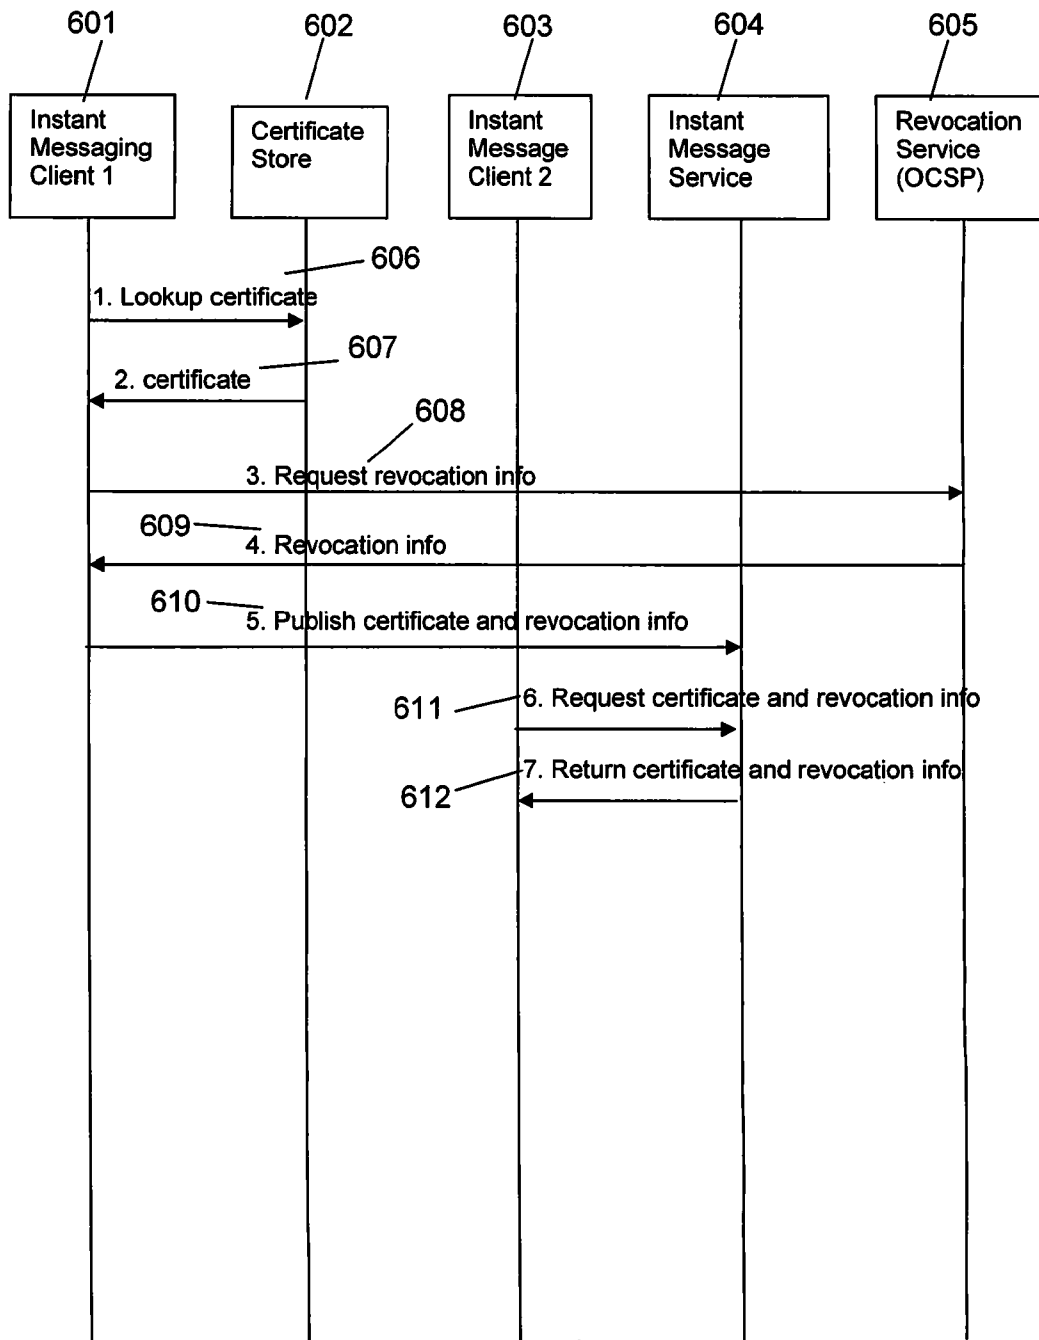 601
602
603
604
605
Instant
Messaging
Client 1
Certificate
Store
Instant
Message
Client 2
Instant
Message
Service
Revocation
Service
(OCSP)
606
1. Lookup certificate
607
2. certificate
608
3. Request revocation info
609
4. Revocation info
610
5. Publish certificate and revocation info
611
6. Request certificate and revocation info
612
7. Return certificate and revocation info